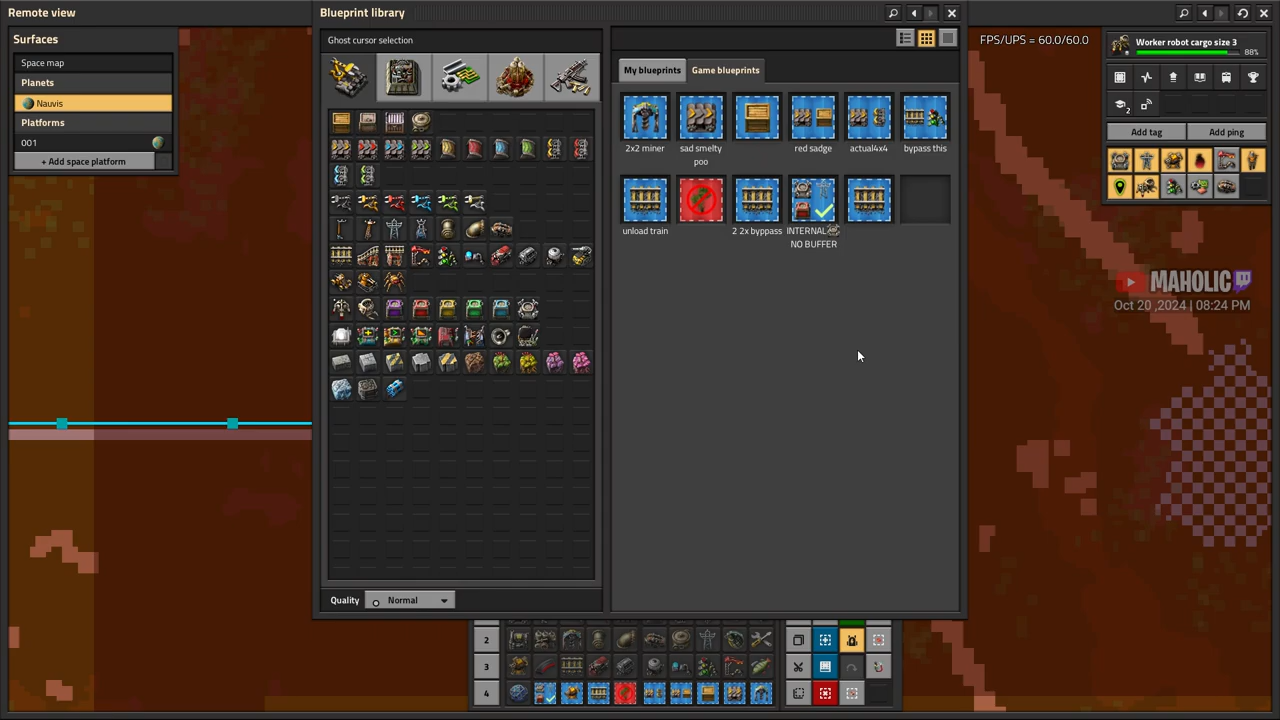 Remote view
Surfaces
Space map
Planets
Nauvis
Platforms
001
+ Add space platform
Blueprint library
Ghost cursor selection
Quality
Normal
My blueprints
Game blueprints
2x2 miner
sad smelty poo
red sadge
actual4x4
bypass this
unload train
2 2x byppass
INTERNAL
NO BUFFER
FPS/UPS = 60.0/60.0
Worker robot cargo size 3
88%
2
Add tag
Add ping
MAHOLIC
Oct 20 ,2024 | 08:24 PM
2
3
4